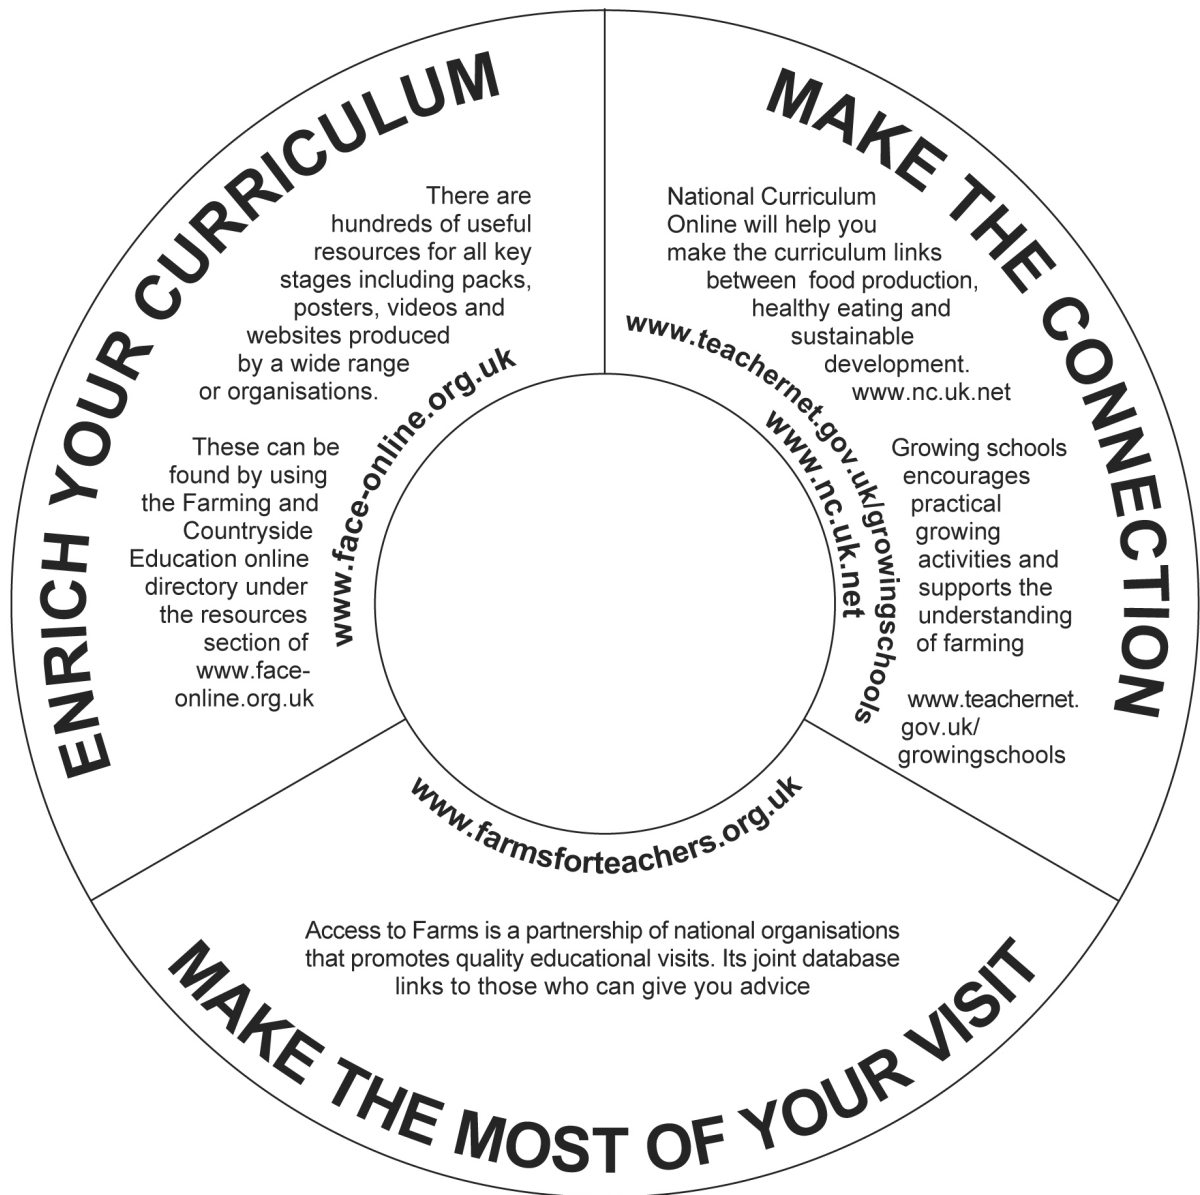 ENRICH YOUR CURRICULUM
There are
hundreds of useful
resources for all key
stages including packs,
posters, videos and
websites produced
by a wide range
or organisations.
These can be
found by using
the Farming and
Countryside
Education online
directory under
the resources
section of
www.face-
online.org.uk
www.face-online.org.uk
MAKE THE CONNECTION
National Curriculum
Online will help you
make the curriculum links
between food production,
healthy eating and
sustainable
development.
www.nc.uk.net
Growing schools
encourages
practical
growing
activities and
supports the
understanding
of farming
www.teachernet.
gov.uk/
growingschools
www.teachernet.gov.uk/growingschools
www.nc.uk.net
www.farmsforteachers.org.uk
Access to Farms is a partnership of national organisations
that promotes quality educational visits. Its joint database
links to those who can give you advice
MAKE THE MOST OF YOUR VISIT